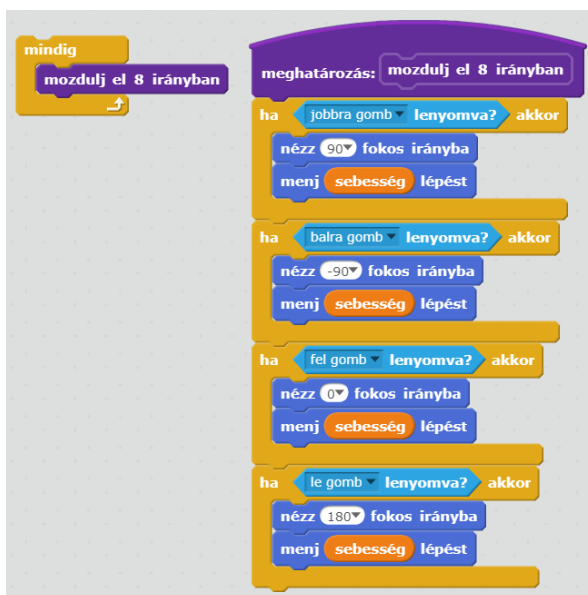 mindig
mozdulj el 8 irányban
meghatározás: mozdulj el 8 irányban
ha jobbra gomb lenyomva? akkor
nézz 90 fokos irányba
menj sebesség lépést
ha balra gomb lenyomva? akkor
nézz -90 fokos irányba
menj sebesség lépést
ha fel gomb lenyomva? akkor
nézz 0 fokos irányba
menj sebesség lépést
ha le gomb lenyomva? akkor
nézz 180 fokos irányba
menj sebesség lépést